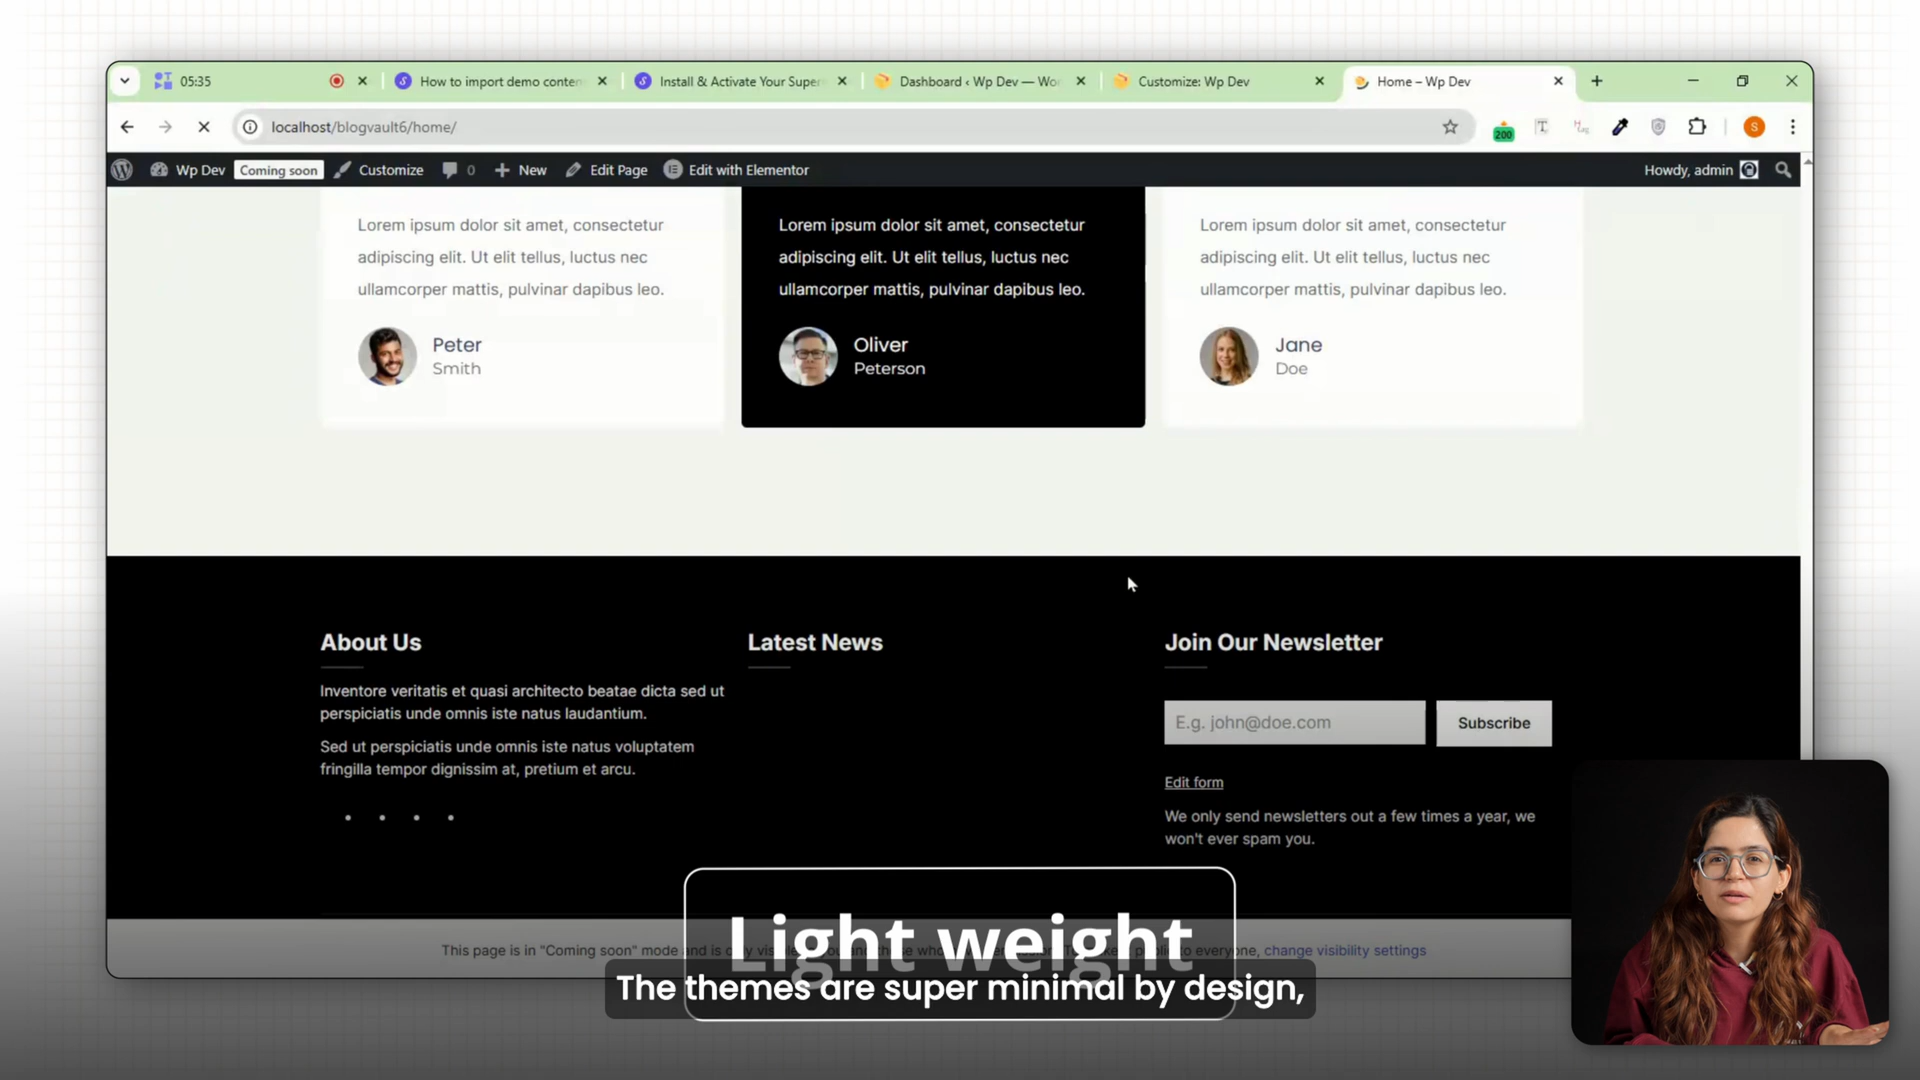 05:35
How to import demo conten
Install & Activate Your Super
Dashboard ‹ Wp Dev — Wo
Customize: Wp Dev
Home – Wp Dev
localhost/blogvault6/home/
200
S
Wp Dev
Coming soon
Customize
0
New
Edit Page
Edit with Elementor
Howdy, admin
Lorem ipsum dolor sit amet, consectetur
adipiscing elit. Ut elit tellus, luctus nec
ullamcorper mattis, pulvinar dapibus leo.
Peter
Smith
Lorem ipsum dolor sit amet, consectetur
adipiscing elit. Ut elit tellus, luctus nec
ullamcorper mattis, pulvinar dapibus leo.
Oliver
Peterson
Lorem ipsum dolor sit amet, consectetur
adipiscing elit. Ut elit tellus, luctus nec
ullamcorper mattis, pulvinar dapibus leo.
Jane
Doe
About Us
Inventore veritatis et quasi architecto beatae dicta sed ut
perspiciatis unde omnis iste natus laudantium.
Sed ut perspiciatis unde omnis iste natus voluptatem
fringilla tempor dignissim at, pretium et arcu.
Latest News
Join Our Newsletter
E.g. john@doe.com
Subscribe
Edit form
We only send newsletters out a few times a year, we
won't ever spam you.
This page is in "Coming soon" mode and is to everyone, change visibility settings
Light weight
The themes are super minimal by design,